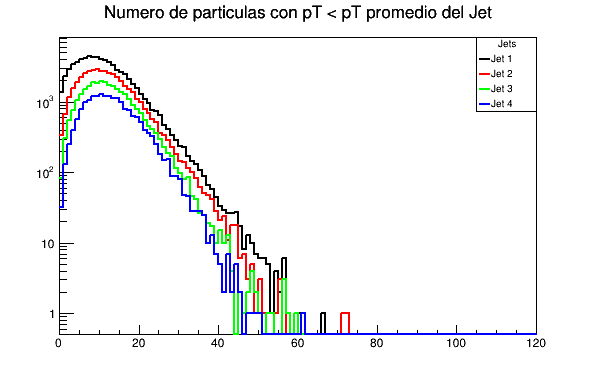 Numero de particulas con pT < pT promedio del Jet
Jets
Jet 1
Jet 2
Jet 3
Jet 4
10³
10²
10
1
0 20 40 60 80 100 120